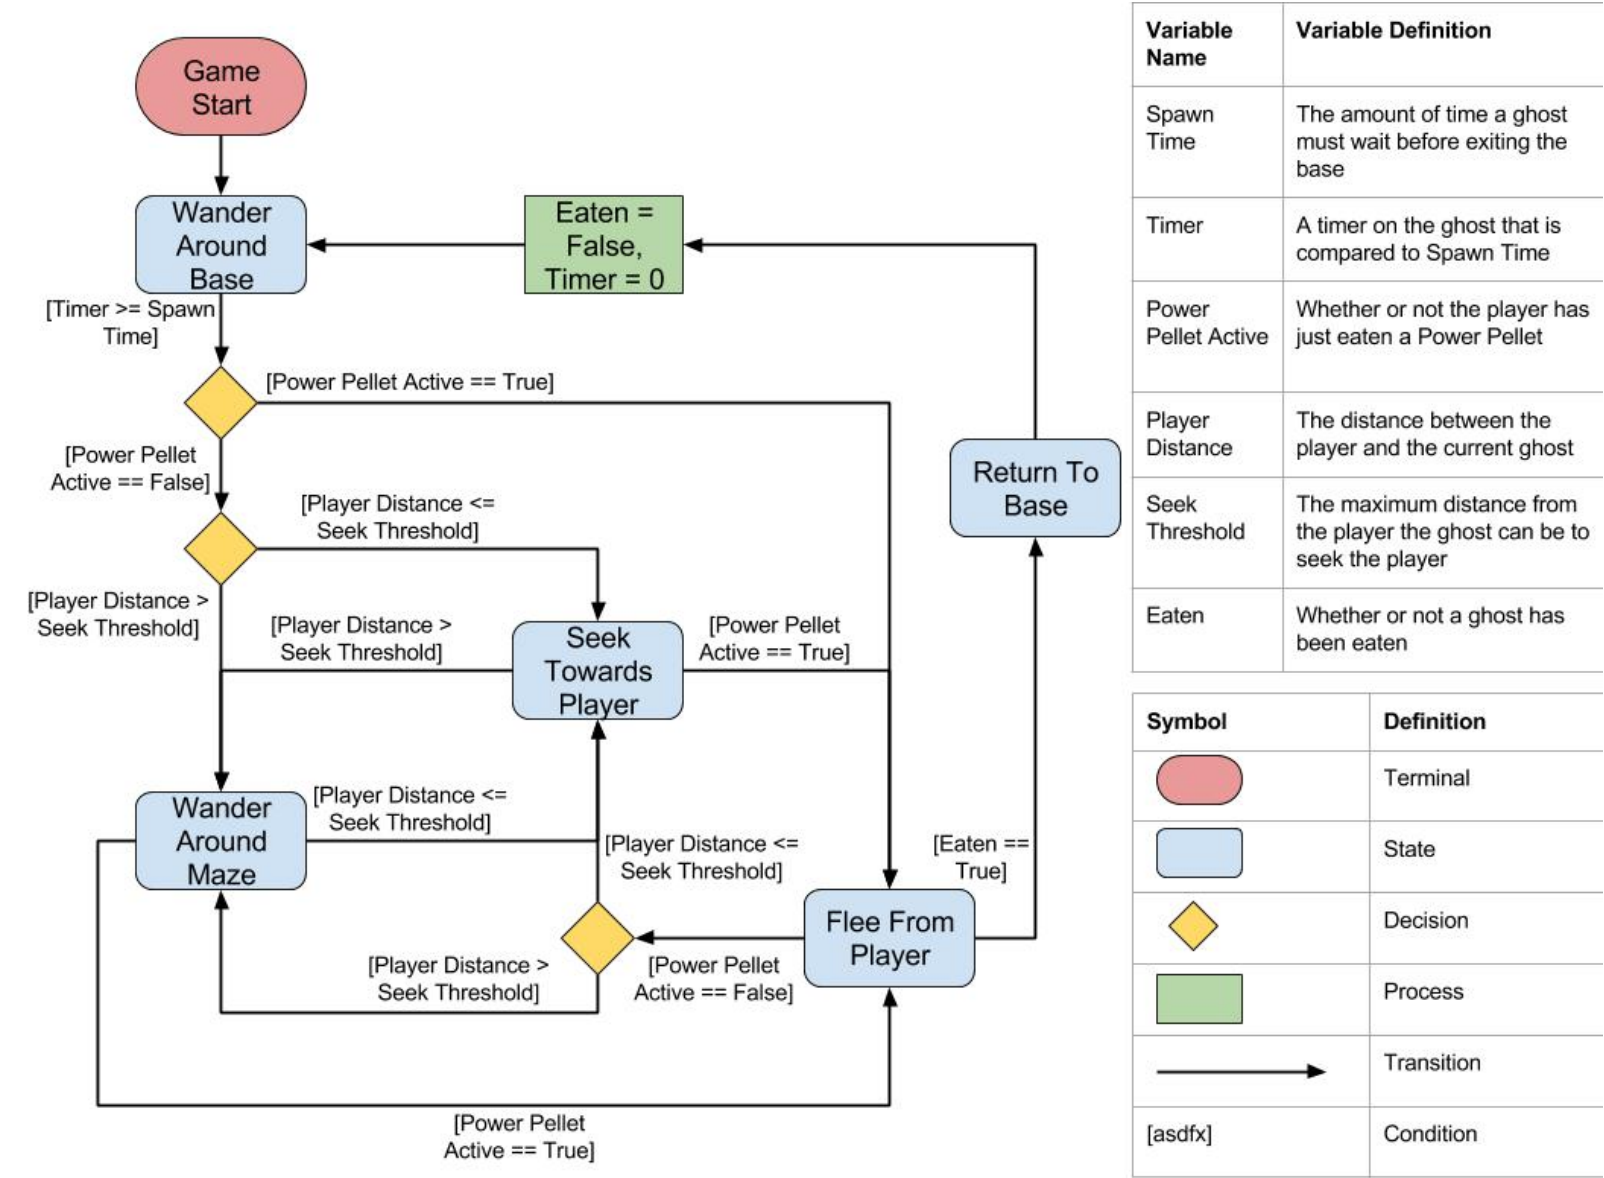 Game
Start
Wander
Around
Base
Eaten =
False,
Timer = 0
[Timer >= Spawn
Time]
[Power Pellet Active == True]
[Power Pellet
Active == False]
[Player Distance <=
Seek Threshold]
Return To
Base
[Player Distance >
Seek Threshold]
[Player Distance >
Seek Threshold]
Seek
Towards
Player
[Power Pellet
Active == True]
Wander
Around
Maze
[Player Distance <=
Seek Threshold]
[Player Distance <=
Seek Threshold]
[Eaten ==
True]
Flee From
Player
[Player Distance >
Seek Threshold]
[Power Pellet
Active == False]
[Power Pellet
Active == True]
Variable
Name
Variable Definition
Spawn
Time
The amount of time a ghost
must wait before exiting the
base
Timer
A timer on the ghost that is
compared to Spawn Time
Power
Pellet Active
Whether or not the player has
just eaten a Power Pellet
Player
Distance
The distance between the
player and the current ghost
Seek
Threshold
The maximum distance from
the player the ghost can be to
seek the player
Eaten
Whether or not a ghost has
been eaten
Symbol
Definition
Terminal
State
Decision
Process
Transition
[asdfx]
Condition